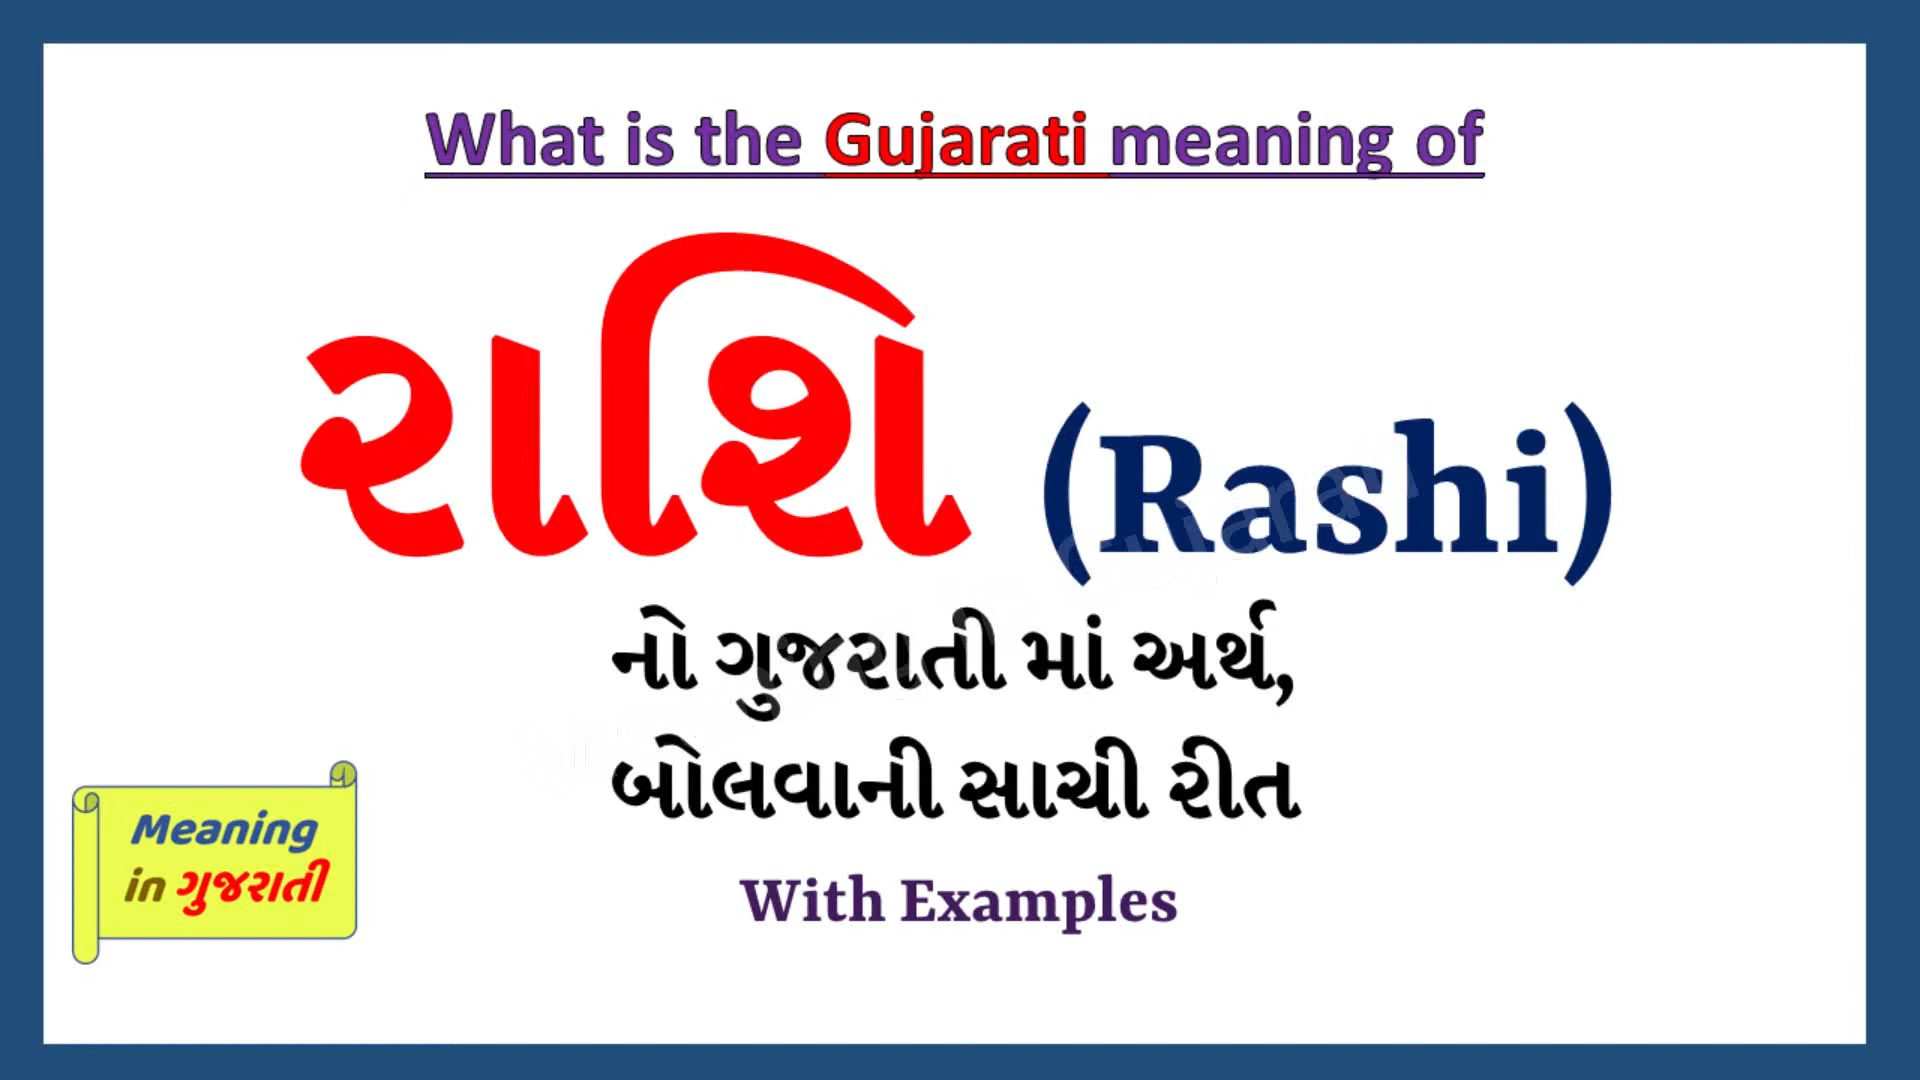 What is the Gujarati meaning of
રાશિ (Rashi)
નો ગુજરાતી માં અર્થ,
બોલવાની સાચી રીત
With Examples
Meaning
in ગુજરાતી